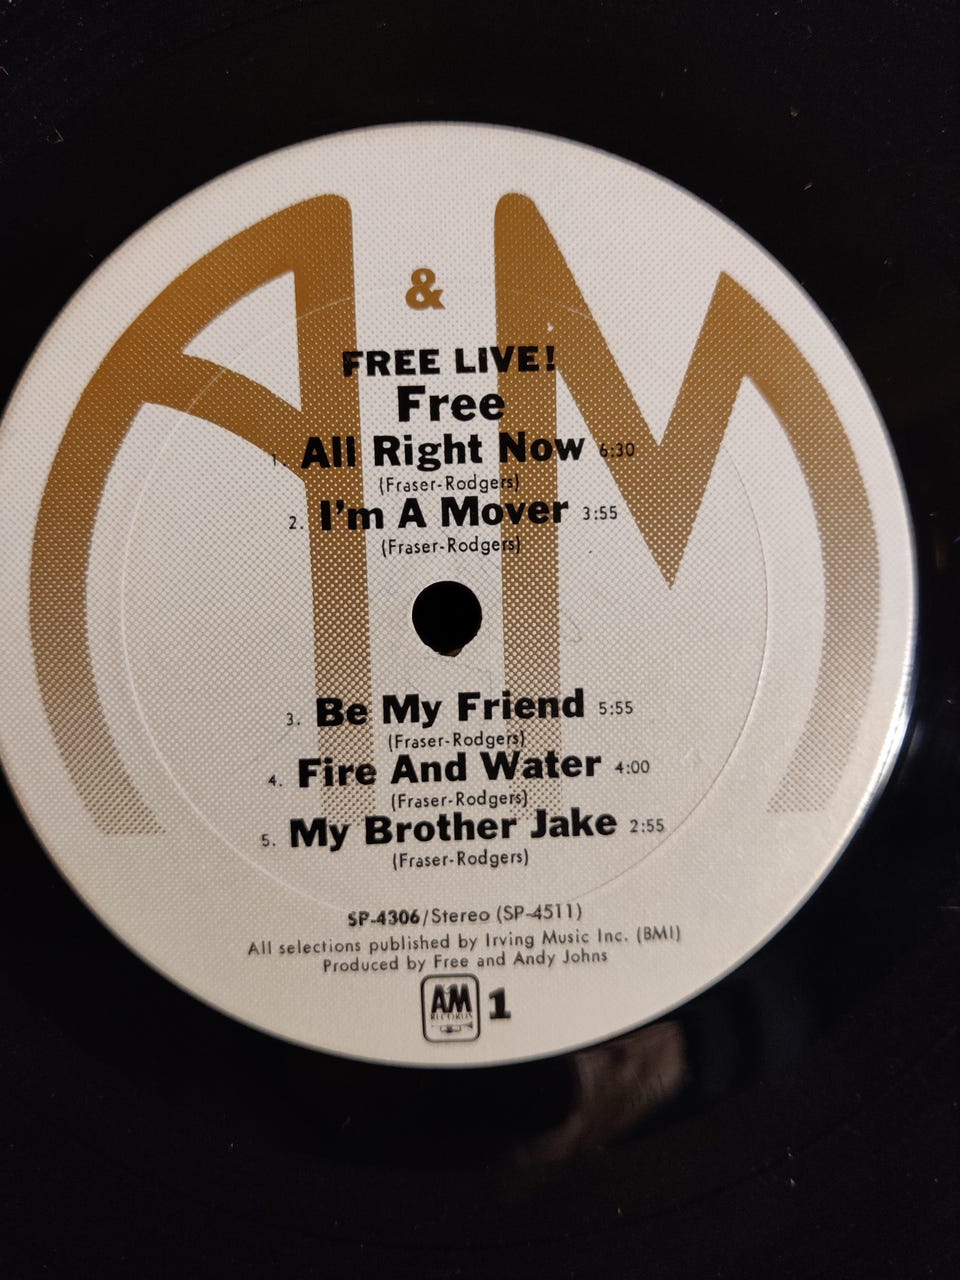 A & M
FREE LIVE!
Free
1. All Right Now 6:30
(Fraser-Rodgers)
2. I'm A Mover 3:55
(Fraser-Rodgers)
3. Be My Friend 5:55
(Fraser-Rodgers)
4. Fire And Water 4:00
(Fraser-Rodgers)
5. My Brother Jake 2:55
(Fraser-Rodgers)
SP-4306/Stereo (SP-4511)
All selections published by Irving Music Inc. (BMI)
Produced by Free and Andy Johns
AM 1
RECORDS